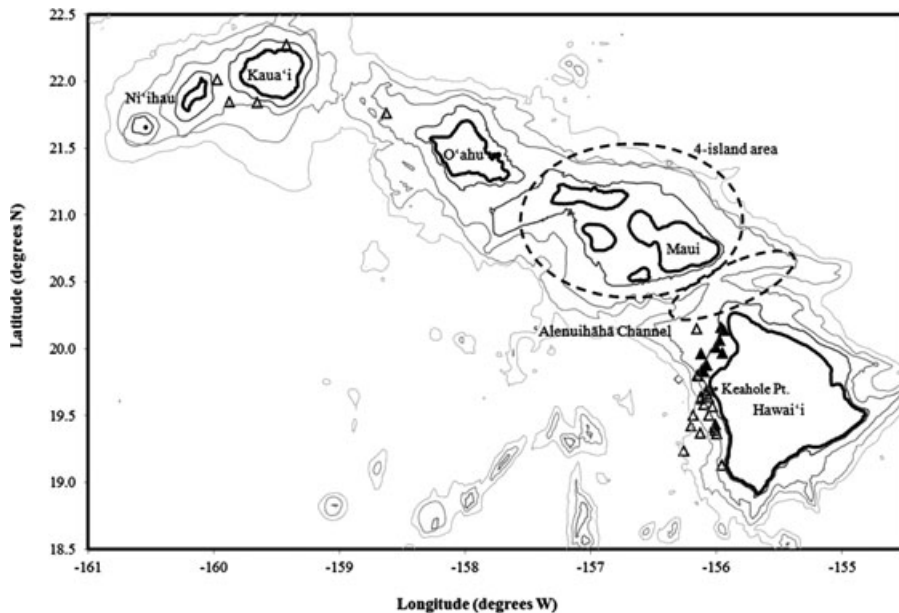 22.5
22.0
21.5
21.0
20.5
20.0
19.5
19.0
18.5
Latitude (degrees N)
Ni‘ihau
Kaua‘i
O‘ahu
4-island area
Maui
‘Alenuihāhā Channel
Keahole Pt.
Hawai‘i
-161
-160
-159
-158
-157
-156
-155
Longitude (degrees W)